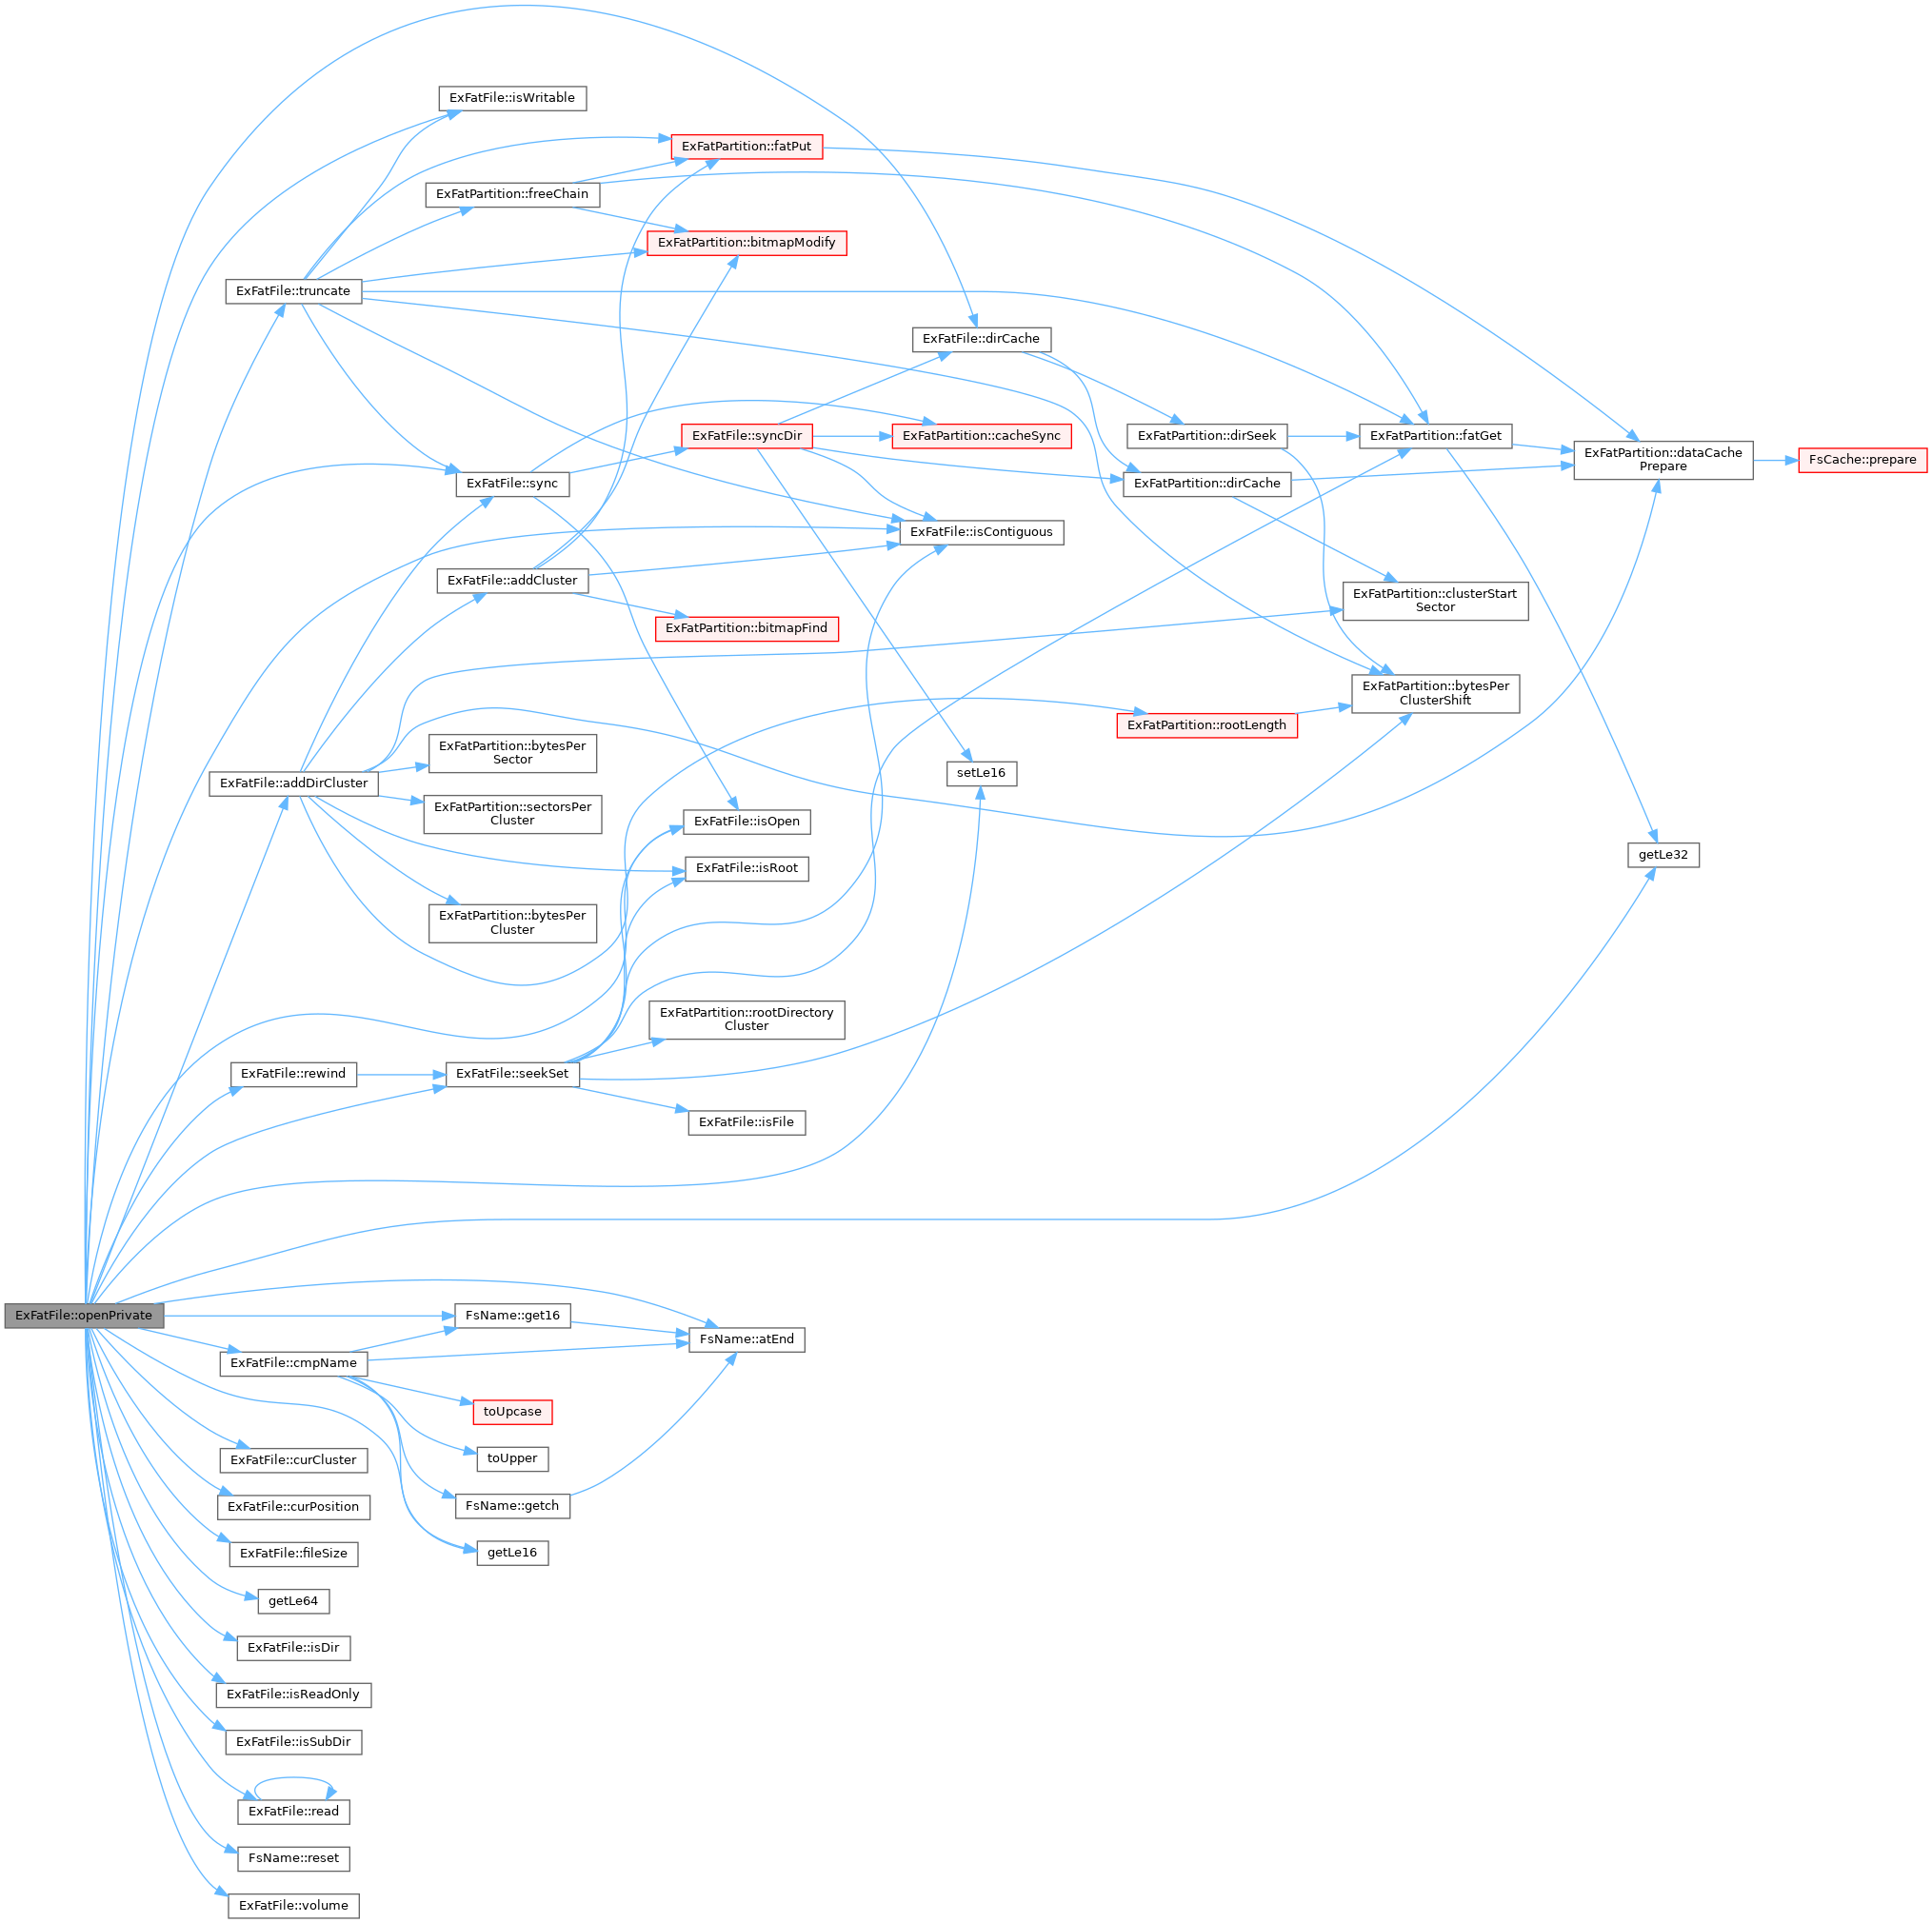 ExFatFile::isWritable
ExFatPartition::fatPut
ExFatPartition::freeChain
ExFatPartition::bitmapModify
ExFatFile::truncate
ExFatFile::dirCache
ExFatFile::syncDir
ExFatPartition::cacheSync
ExFatPartition::dirSeek
ExFatPartition::fatGet
ExFatPartition::dataCache
Prepare
FsCache::prepare
ExFatFile::sync
ExFatPartition::dirCache
ExFatFile::isContiguous
ExFatFile::addCluster
ExFatPartition::clusterStart
Sector
ExFatPartition::bitmapFind
ExFatPartition::bytesPer
ClusterShift
ExFatPartition::rootLength
ExFatPartition::bytesPer
Sector
setLe16
ExFatFile::addDirCluster
ExFatPartition::sectorsPer
Cluster
ExFatFile::isOpen
getLe32
ExFatFile::isRoot
ExFatPartition::bytesPer
Cluster
ExFatPartition::rootDirectory
Cluster
ExFatFile::rewind
ExFatFile::seekSet
ExFatFile::isFile
ExFatFile::openPrivate
FsName::get16
FsName::atEnd
ExFatFile::cmpName
toUpcase
ExFatFile::curCluster
toUpper
ExFatFile::curPosition
FsName::getch
ExFatFile::fileSize
getLe16
getLe64
ExFatFile::isDir
ExFatFile::isReadOnly
ExFatFile::isSubDir
ExFatFile::read
FsName::reset
ExFatFile::volume